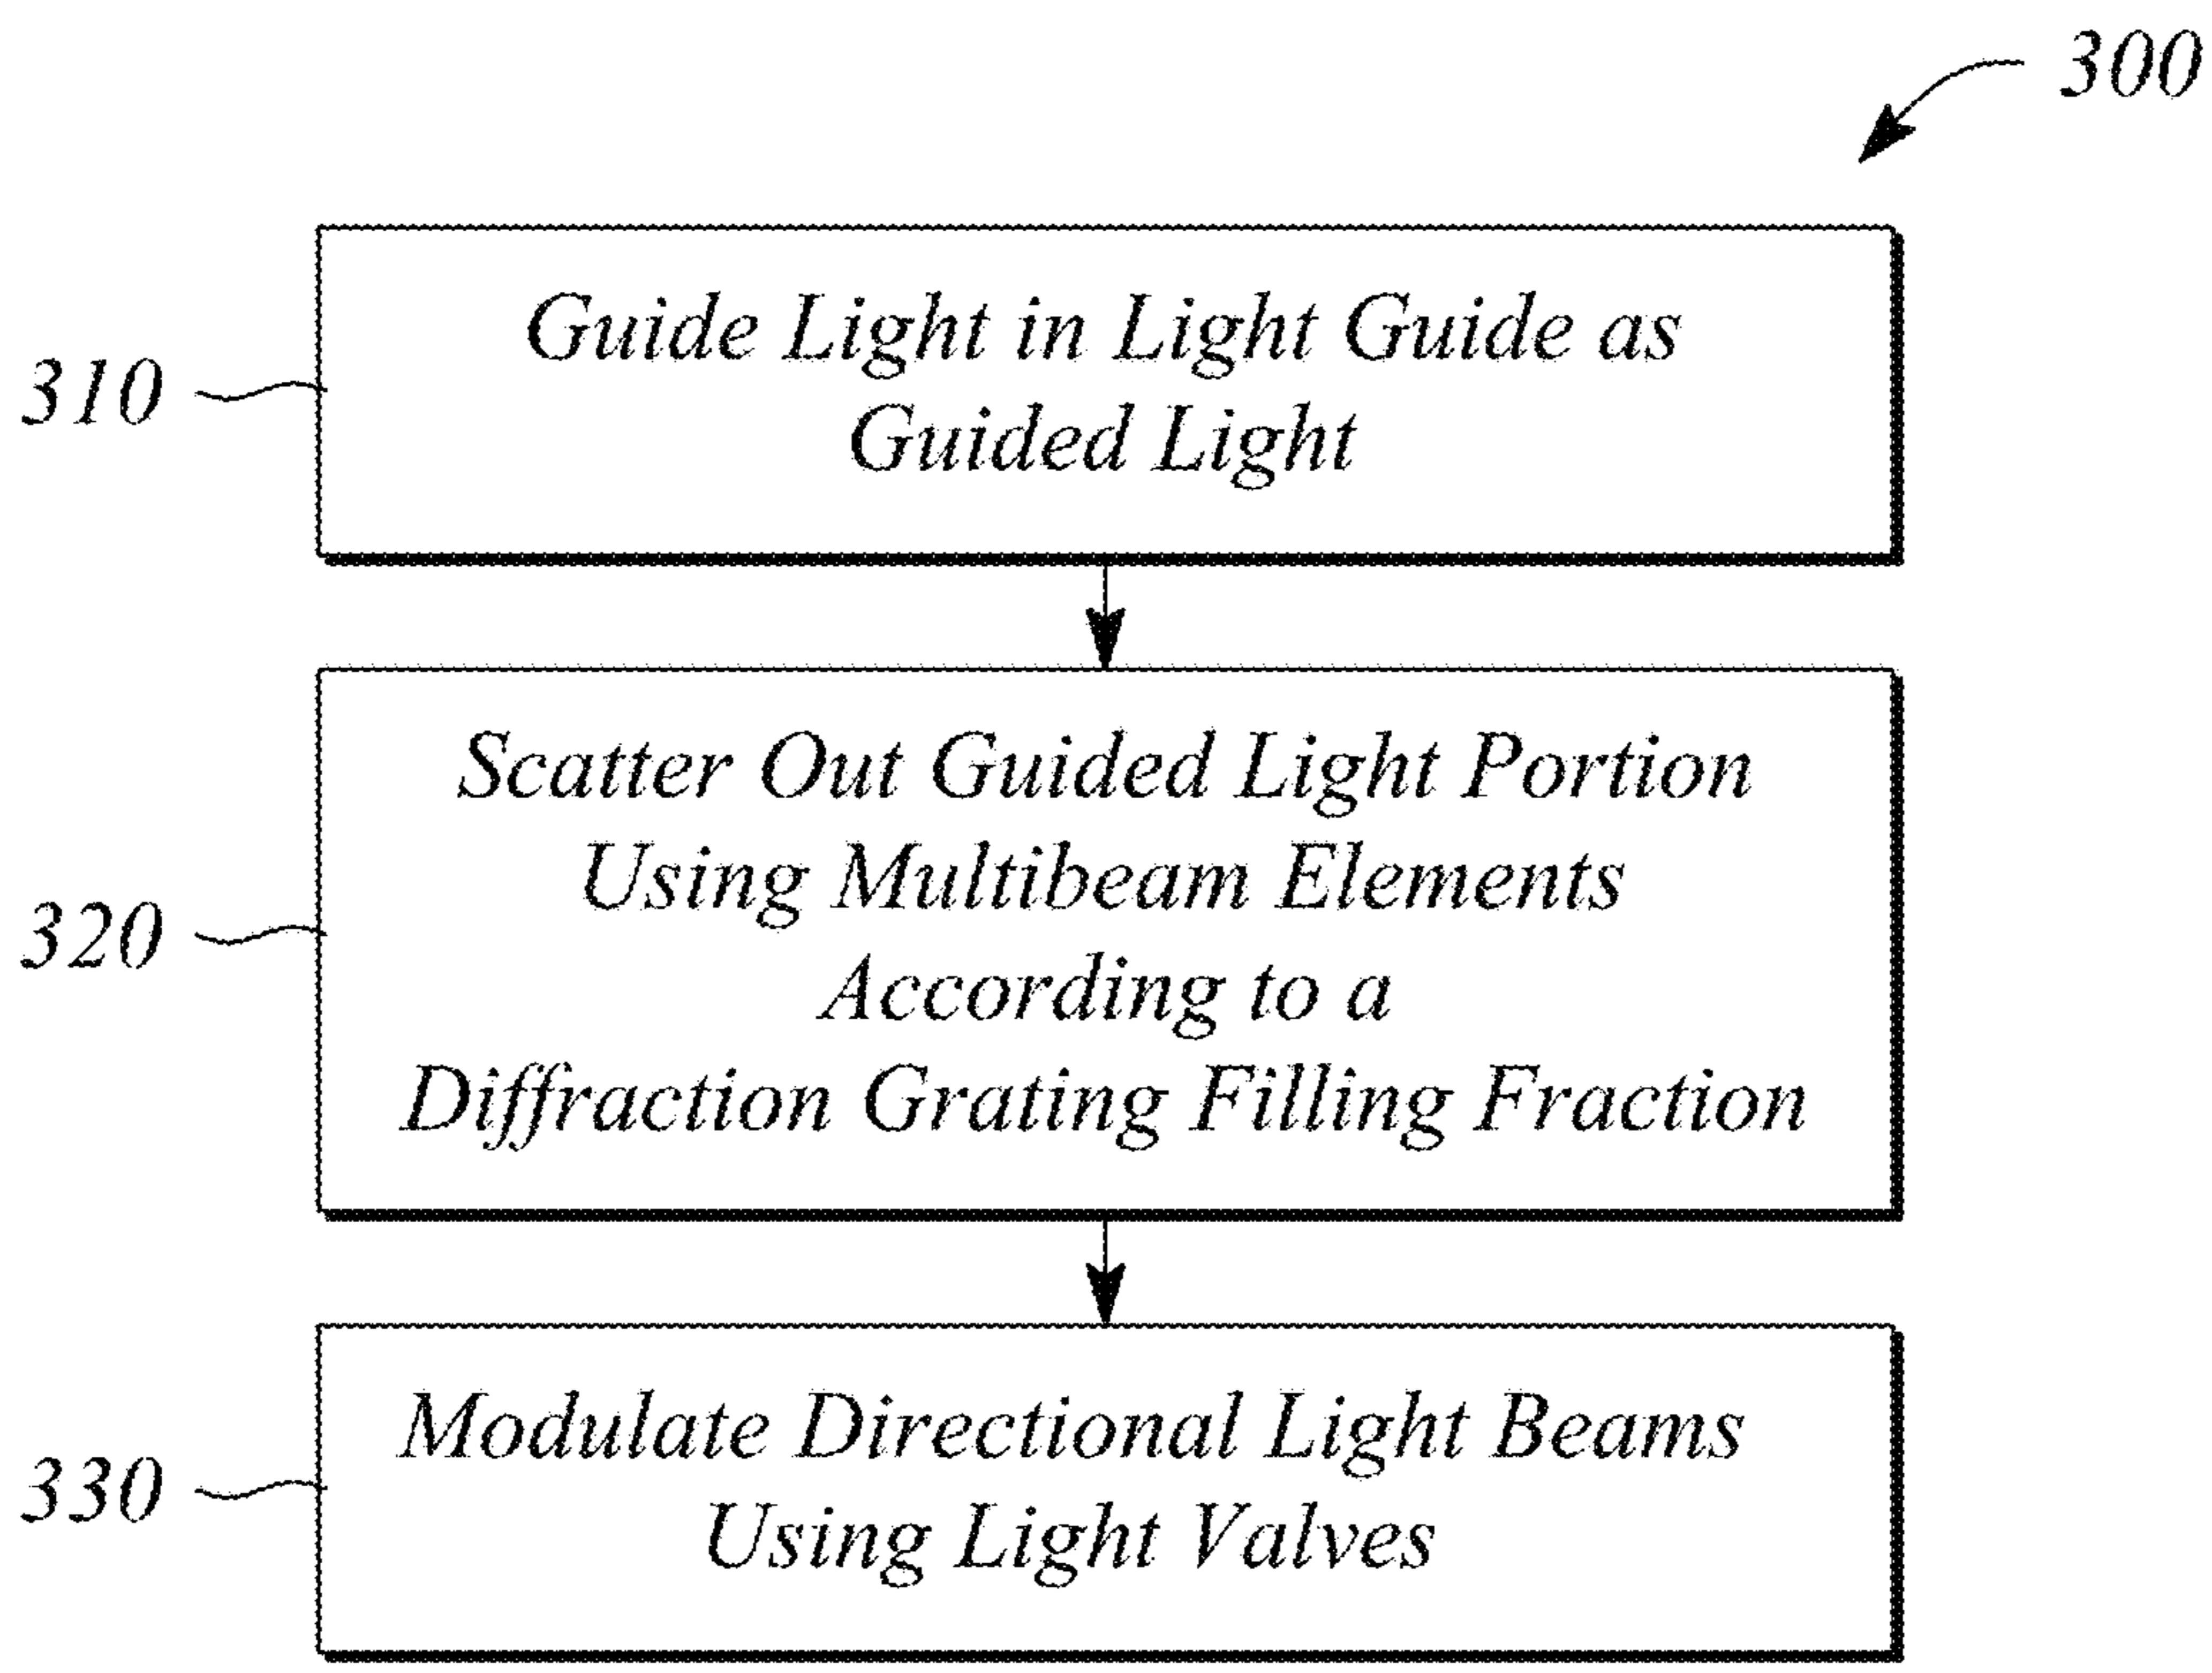 300
310
Guide Light in Light Guide as
Guided Light
320
Scatter Out Guided Light Portion
Using Multibeam Elements
According to a
Diffraction Grating Filling Fraction
330
Modulate Directional Light Beams
Using Light Valves